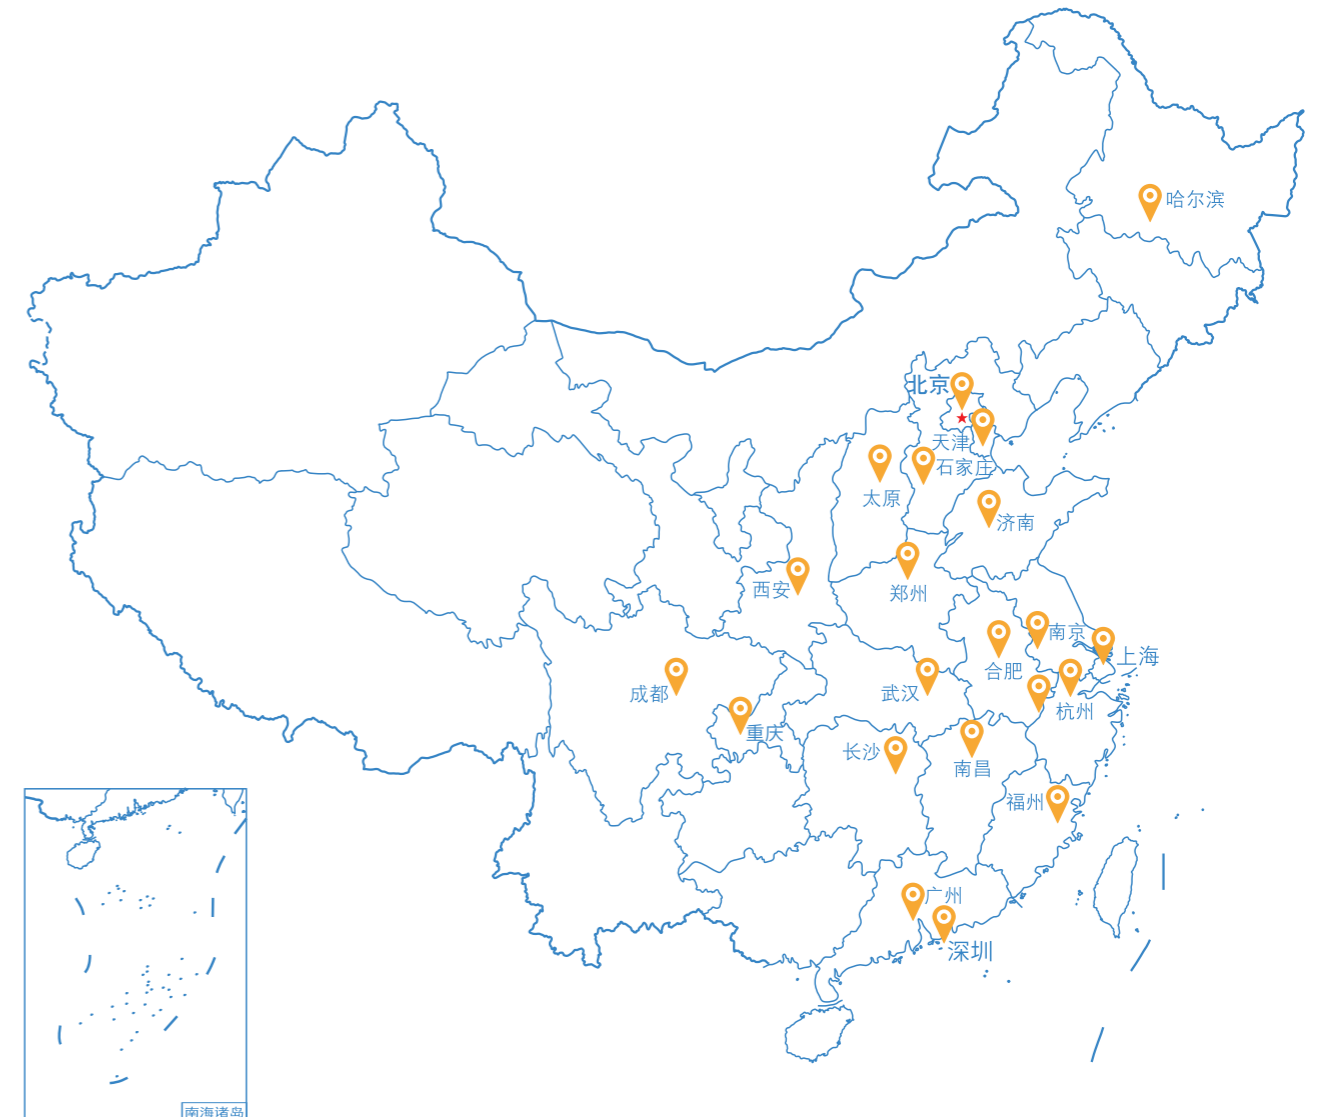 哈尔滨
北京
天津
石家庄
太原
济南
郑州
西安
南京
上海
合肥
成都
武汉
杭州
重庆
长沙
南昌
福州
广州
深圳
南海诸岛